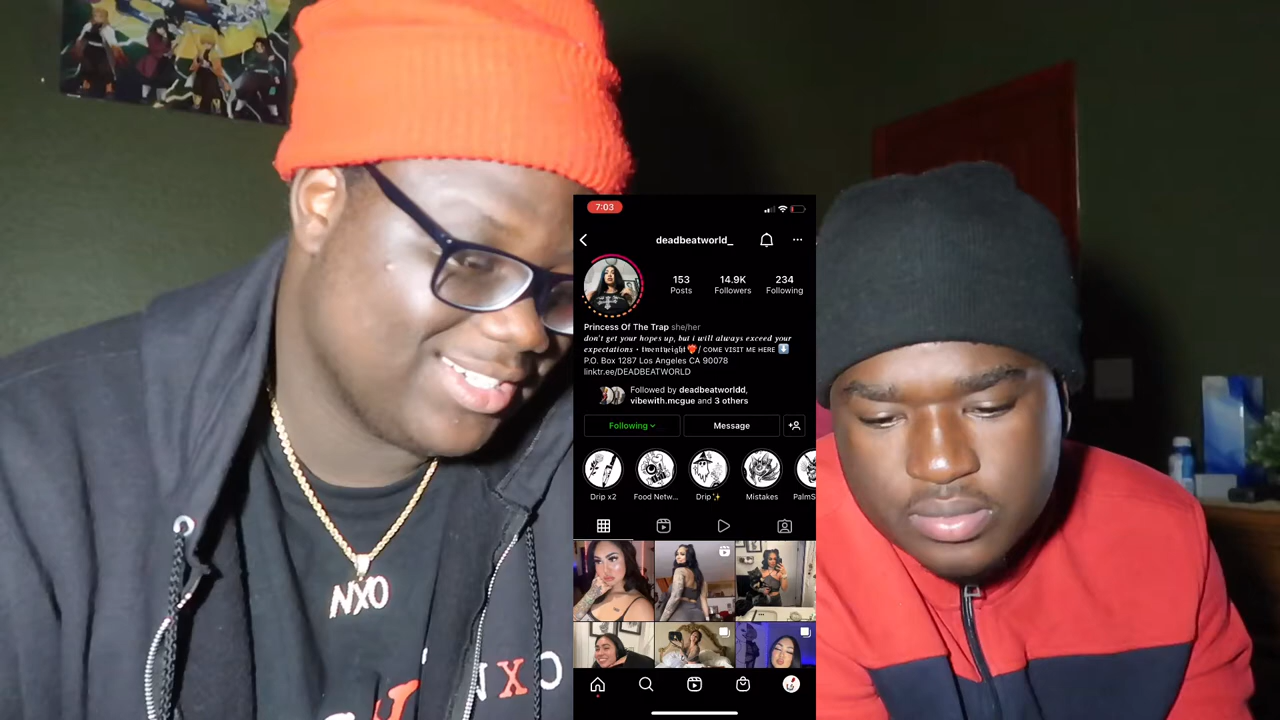 7:03
deadbeatworld_
153
14.9K
234
Posts
Followers
Following
Princess Of The Trap she/her
don't get your hopes up, but i will always exceed your
expectations • twentyeight❤️‍🔥/ COME VISIT ME HERE ⬇️
P.O. Box 1287 Los Angeles CA 90078
linktr.ee/DEADBEATWORLD
Followed by deadbeatworldd,
vibewith.mcgue and 3 others
Following
Message
Drip x2
Food Netw...
Drip✨
Mistakes
PalmS
NXO
NXO